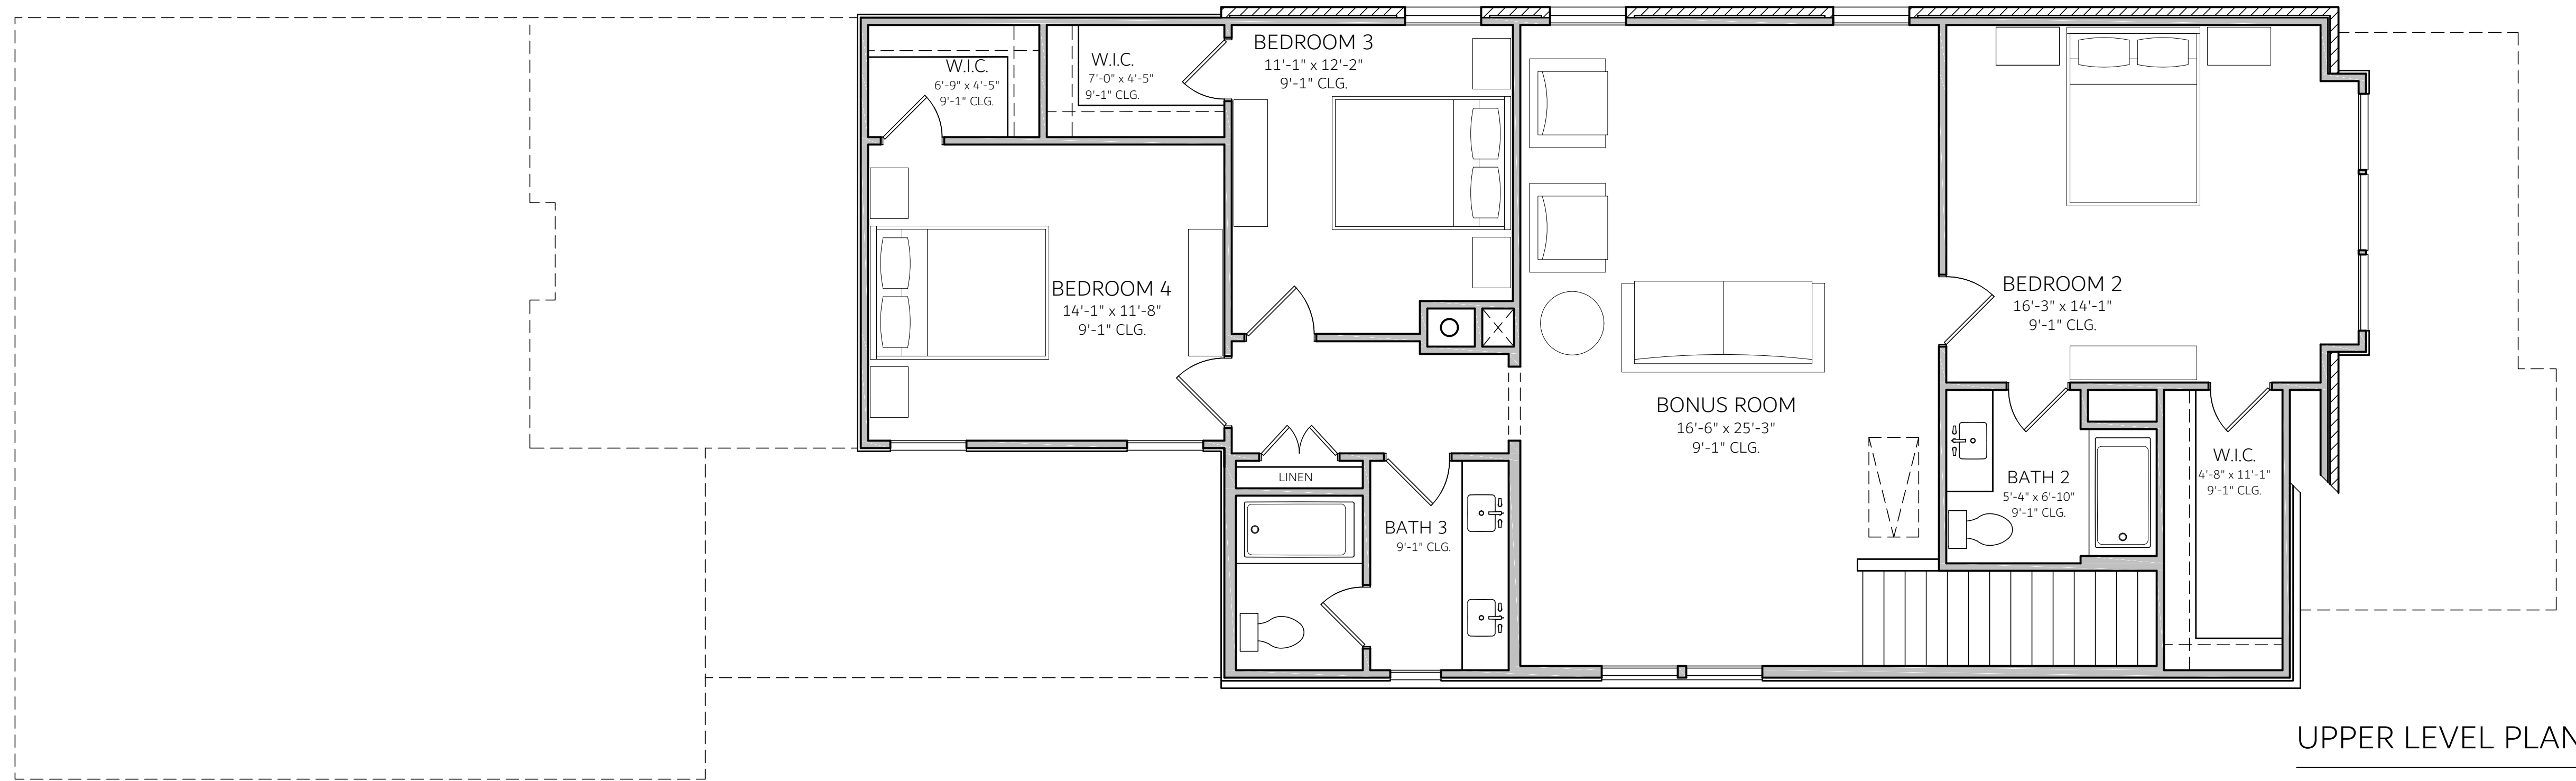 W.I.C.
6'-9" x 4'-5"
9'-1" CLG.
W.I.C.
7'-0" x 4'-5"
9'-1" CLG.
BEDROOM 3
11'-1" x 12'-2"
9'-1" CLG.
BEDROOM 4
14'-1" x 11'-8"
9'-1" CLG.
X
BEDROOM 2
16'-3" x 14'-1"
9'-1" CLG.
BONUS ROOM
16'-6" x 25'-3"
9'-1" CLG.
LINEN
BATH 3
9'-1" CLG.
BATH 2
5'-4" x 6'-10"
9'-1" CLG.
W.I.C.
4'-8" x 11'-1"
9'-1" CLG.
UPPER LEVEL PLAN